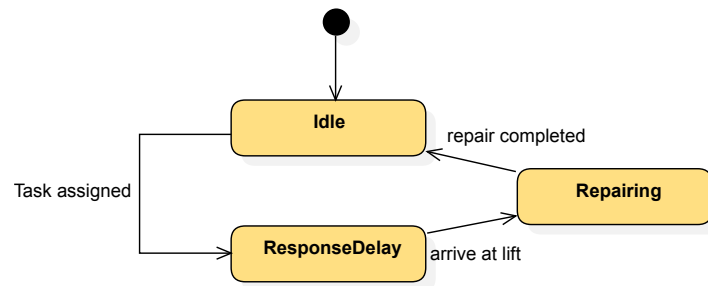 Idle
repair completed
Task assigned
Repairing
ResponseDelay
arrive at lift